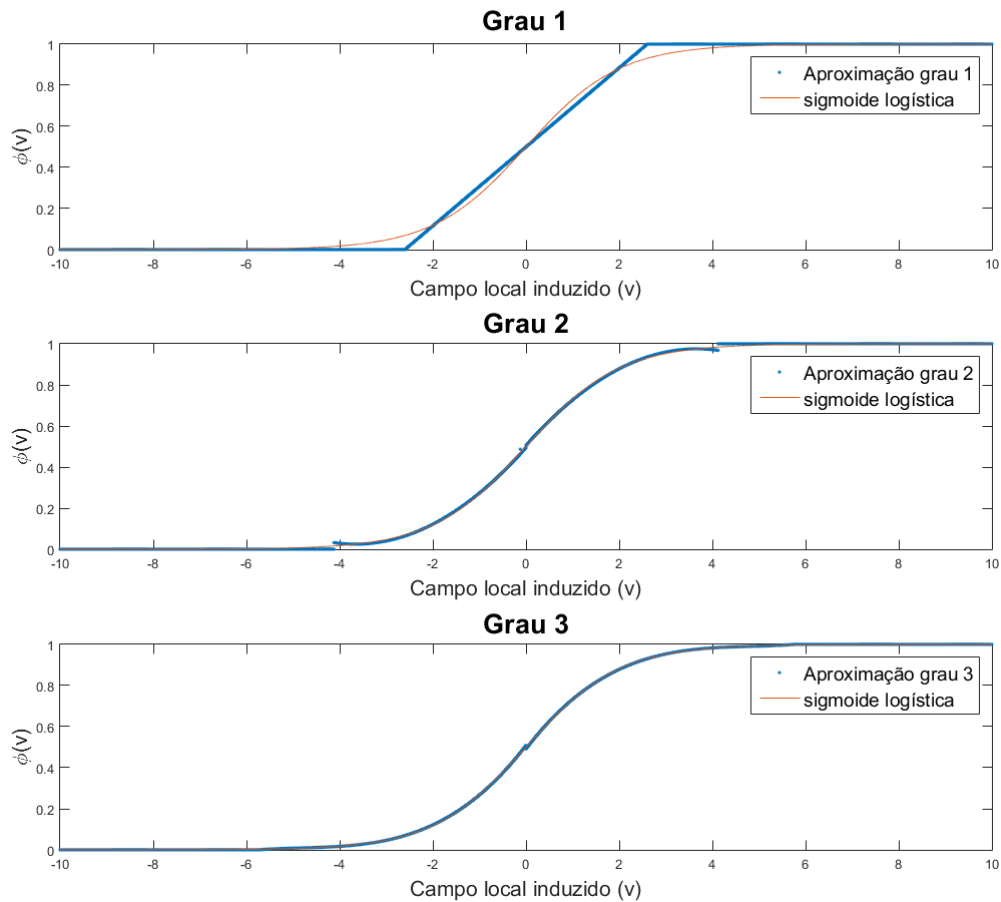 Grau 1
1
0.8
0.6
0.4
0.2
0
ϕ(v)
Aproximação grau 1
sigmoide logística
-10 -8 -6 -4 -2 0 2 4 6 8 10
Campo local induzido (v)
Grau 2
1
0.8
0.6
0.4
0.2
0
ϕ(v)
Aproximação grau 2
sigmoide logística
-10 -8 -6 -4 -2 0 2 4 6 8 10
Campo local induzido (v)
Grau 3
1
0.8
0.6
0.4
0.2
0
ϕ(v)
Aproximação grau 3
sigmoide logística
-10 -8 -6 -4 -2 0 2 4 6 8 10
Campo local induzido (v)